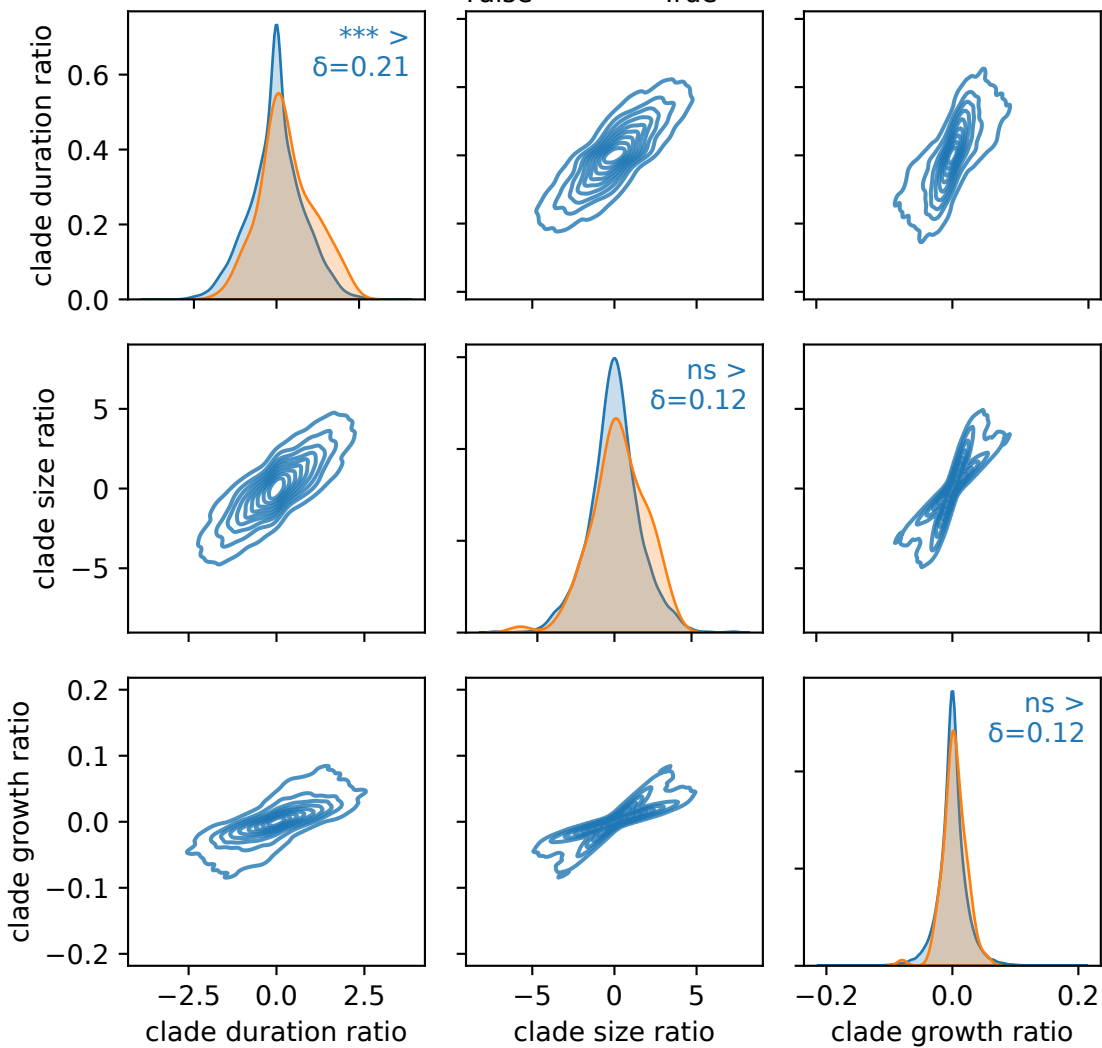 clade duration ratio
0.6
0.4
0.2
0.0
*** >
δ=0.21
clade size ratio
5
0
−5
ns >
δ=0.12
clade growth ratio
0.2
0.1
0.0
−0.1
−0.2
ns >
δ=0.12
−2.5 0.0 2.5
clade duration ratio
−5 0 5
clade size ratio
−0.2 0.0 0.2
clade growth ratio